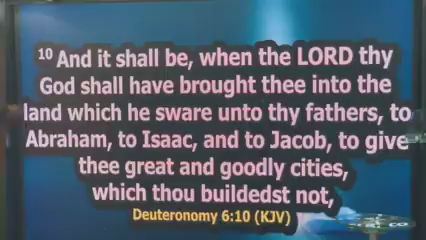 10 And it shall be, when the LORD thy
God shall have brought thee into the
land which he sware unto thy fathers, to
Abraham, to Isaac, and to Jacob, to give
thee great and goodly cities,
which thou buildedst not,
Deuteronomy 6:10 (KJV)